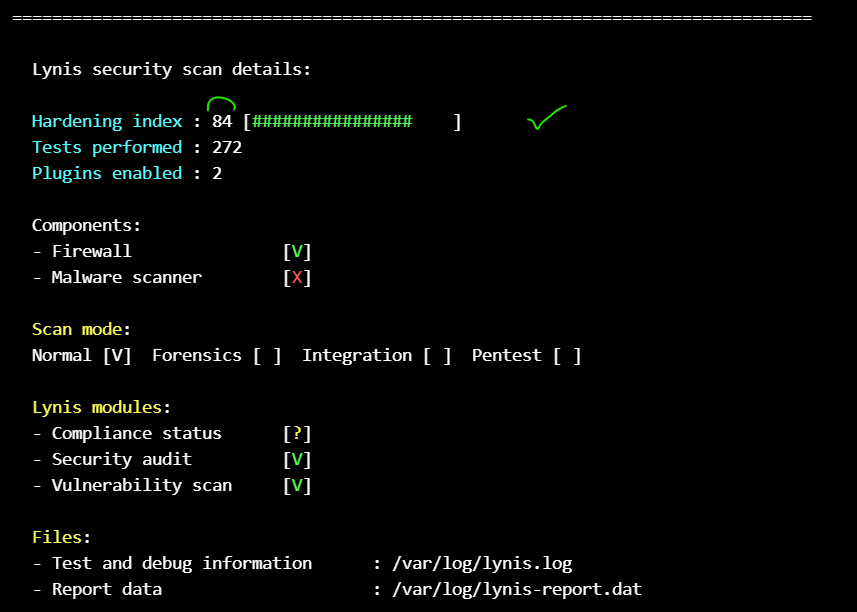 ================================================================================
Lynis security scan details:
Hardening index : 84 [################    ]
Tests performed : 272
Plugins enabled : 2
Components:
- Firewall               [V]
- Malware scanner        [X]
Scan mode:
Normal [V]  Forensics [ ]  Integration [ ]  Pentest [ ]
Lynis modules:
- Compliance status      [?]
- Security audit         [V]
- Vulnerability scan     [V]
Files:
- Test and debug information      : /var/log/lynis.log
- Report data                     : /var/log/lynis-report.dat